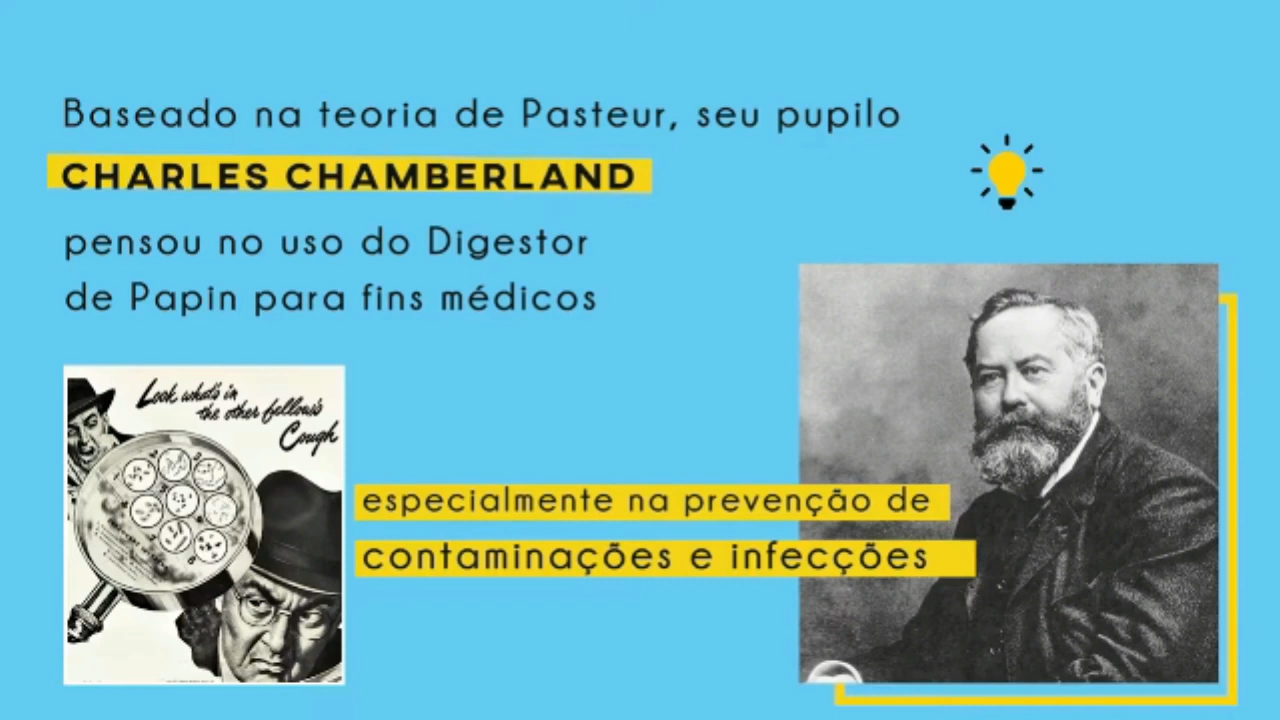 Baseado na teoria de Pasteur, seu pupilo
CHARLES CHAMBERLAND
pensou no uso do Digestor
de Papin para fins médicos
Look what's in
the other fellow's
Cough
especialmente na prevenção de
contaminações e infecções